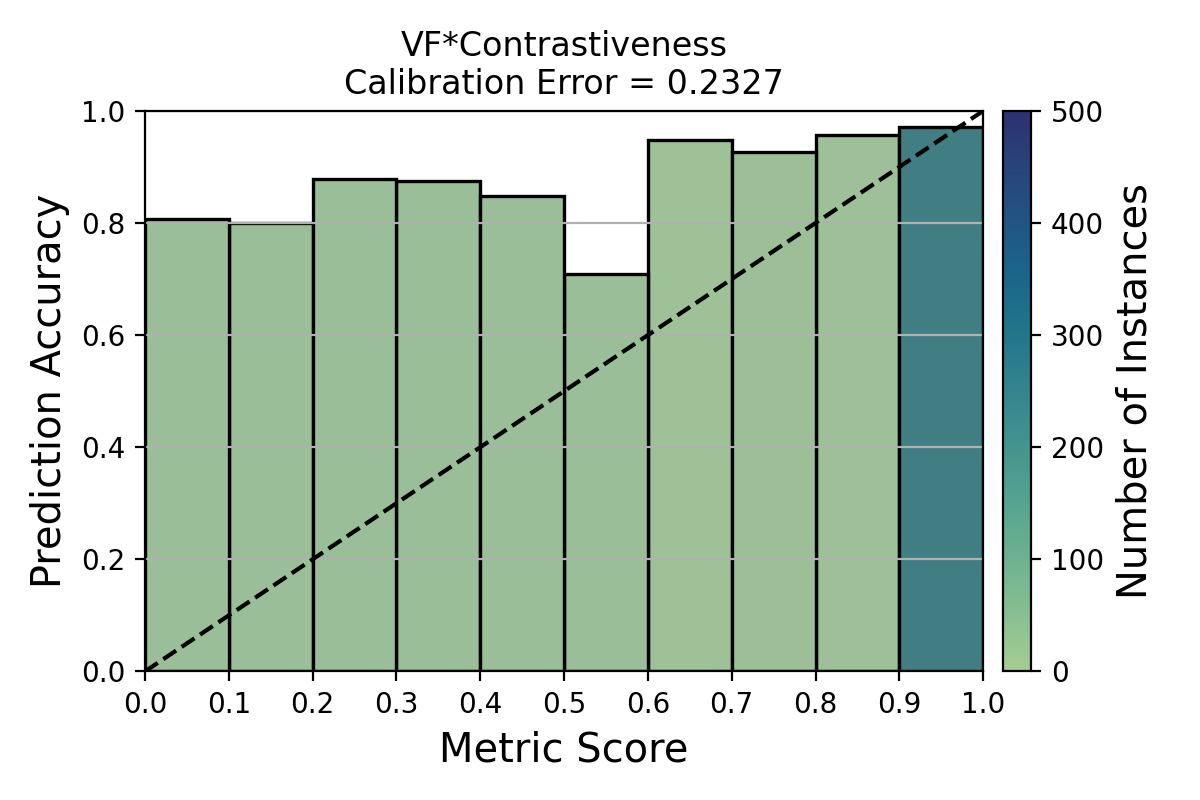 VF*Contrastiveness
Calibration Error = 0.2327
1.0
0.8
0.6
0.4
0.2
0.0
Prediction Accuracy
0.0 0.1 0.2 0.3 0.4 0.5 0.6 0.7 0.8 0.9 1.0
Metric Score
500
400
300
200
100
0
Number of Instances